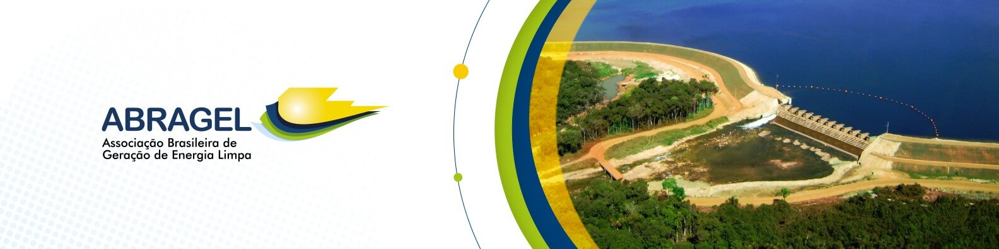 ABRAGEL
Associação Brasileira de
Geração de Energia Limpa